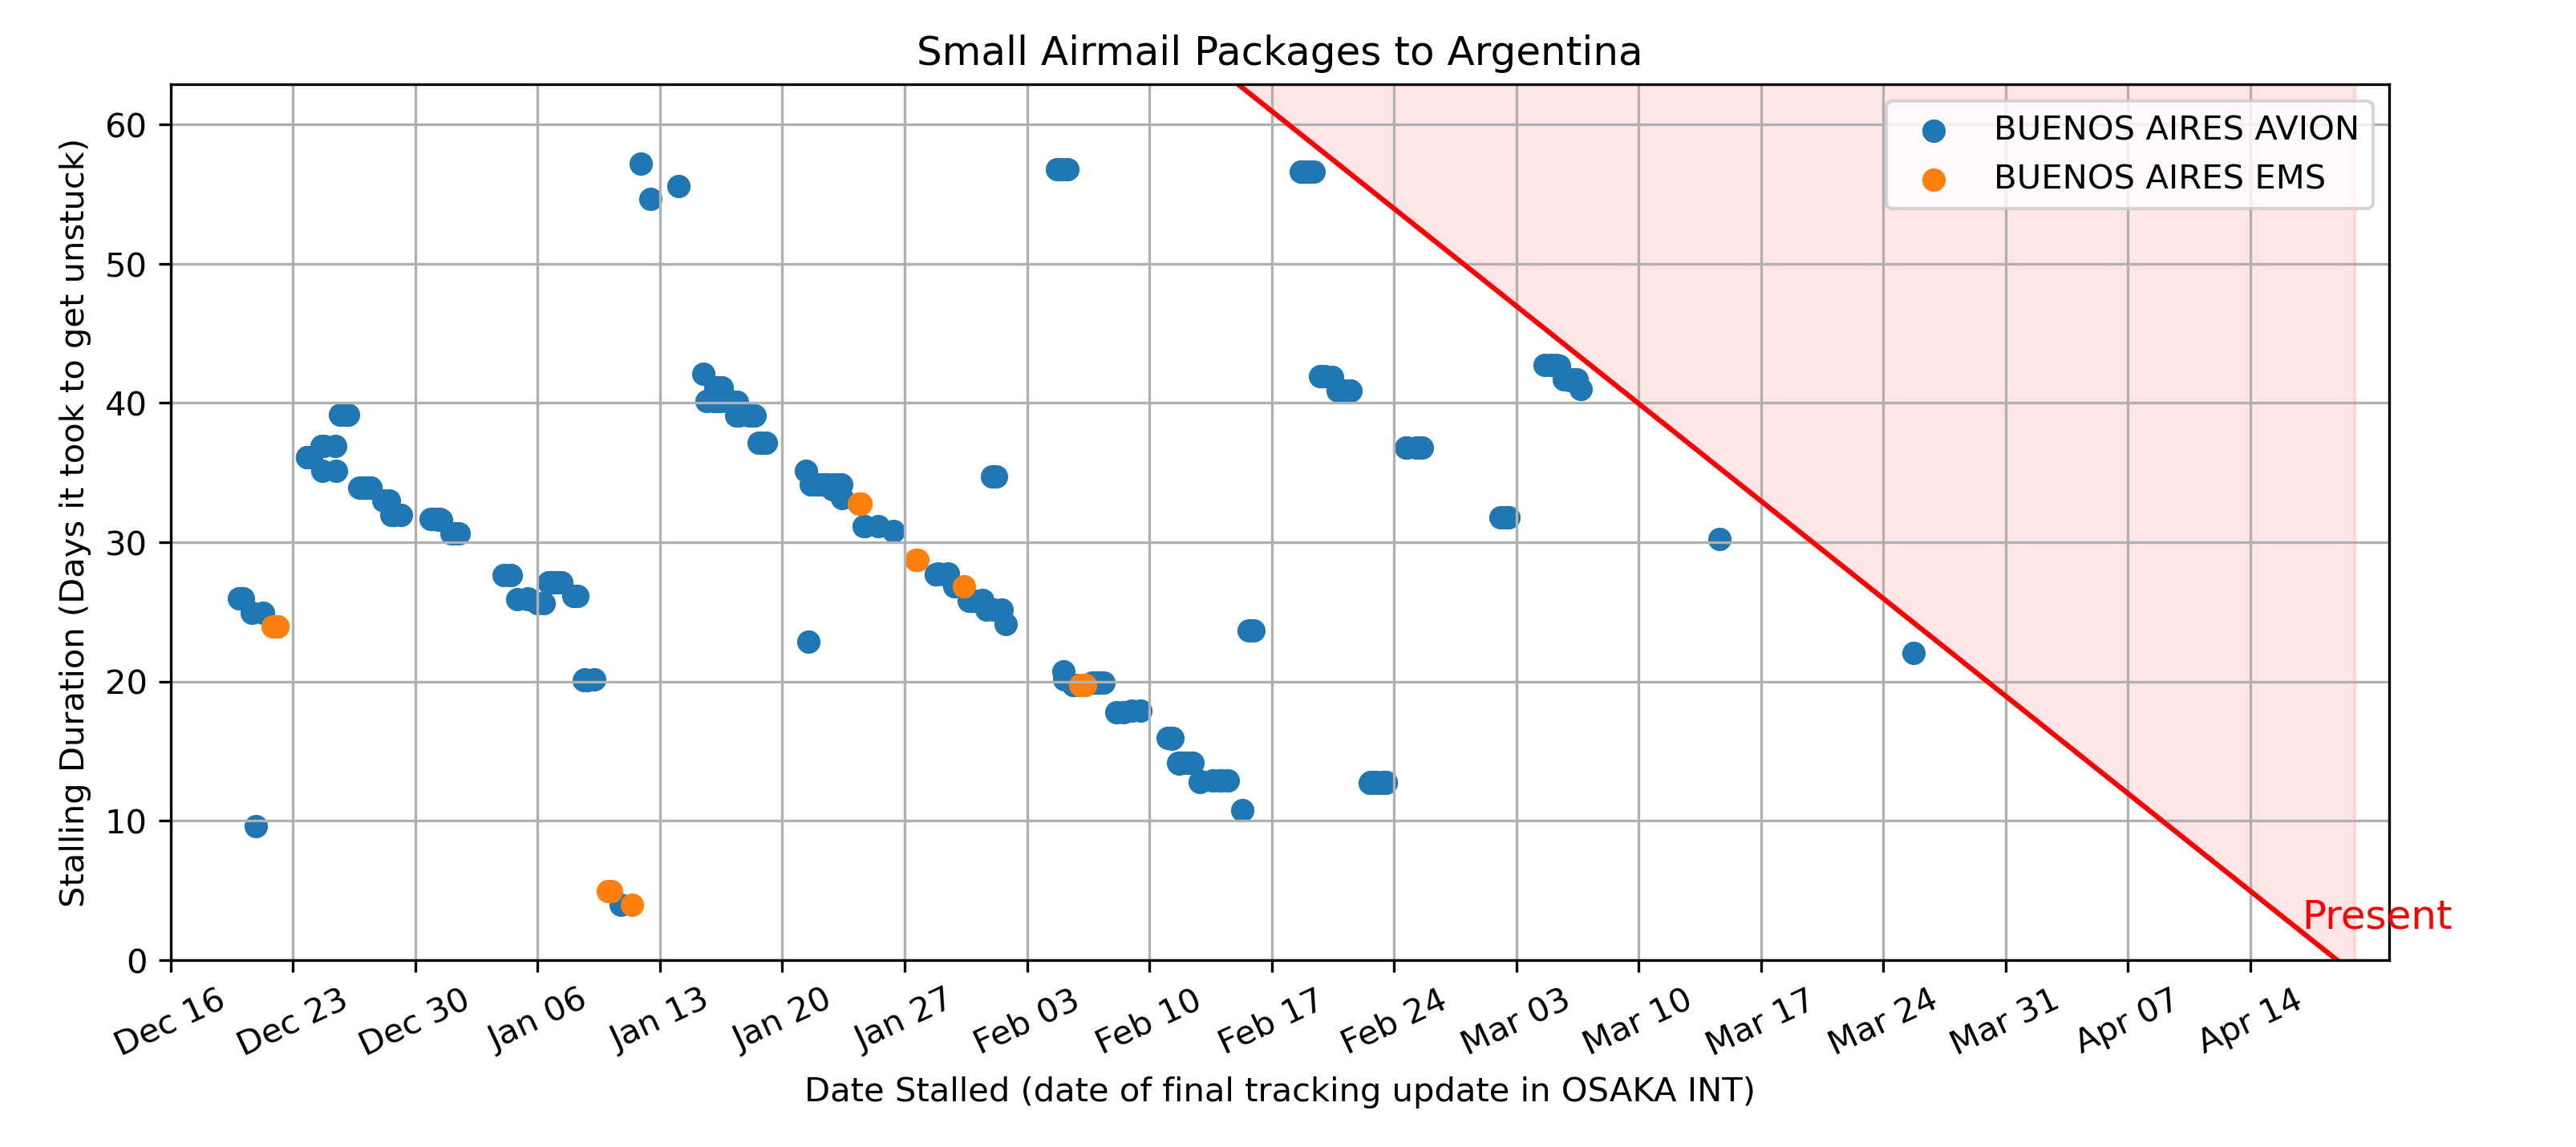 Small Airmail Packages to Argentina
Stalling Duration (Days it took to get unstuck)
60
50
40
30
20
10
0
BUENOS AIRES AVION
BUENOS AIRES EMS
Present
Dec 16
Dec 23
Dec 30
Jan 06
Jan 13
Jan 20
Jan 27
Feb 03
Feb 10
Feb 17
Feb 24
Mar 03
Mar 10
Mar 17
Mar 24
Mar 31
Apr 07
Apr 14
Date Stalled (date of final tracking update in OSAKA INT)